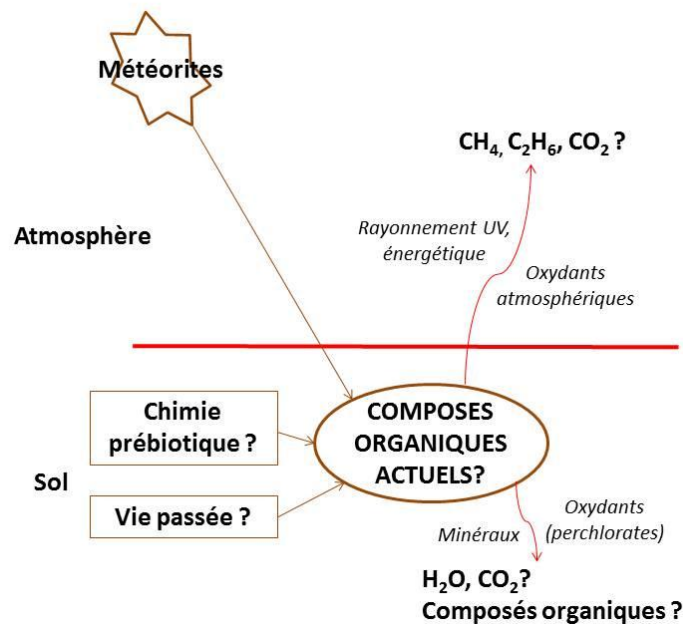 Météorites
CH₄, C₂H₆, CO₂ ?
Rayonnement UV,
énergétique
Atmosphère
Oxydants
atmosphériques
Chimie
prébiotique ?
COMPOSES
ORGANIQUES
ACTUELS?
Sol
Vie passée ?
Minéraux
Oxydants
(perchlorates)
H₂O, CO₂?
Composés organiques ?